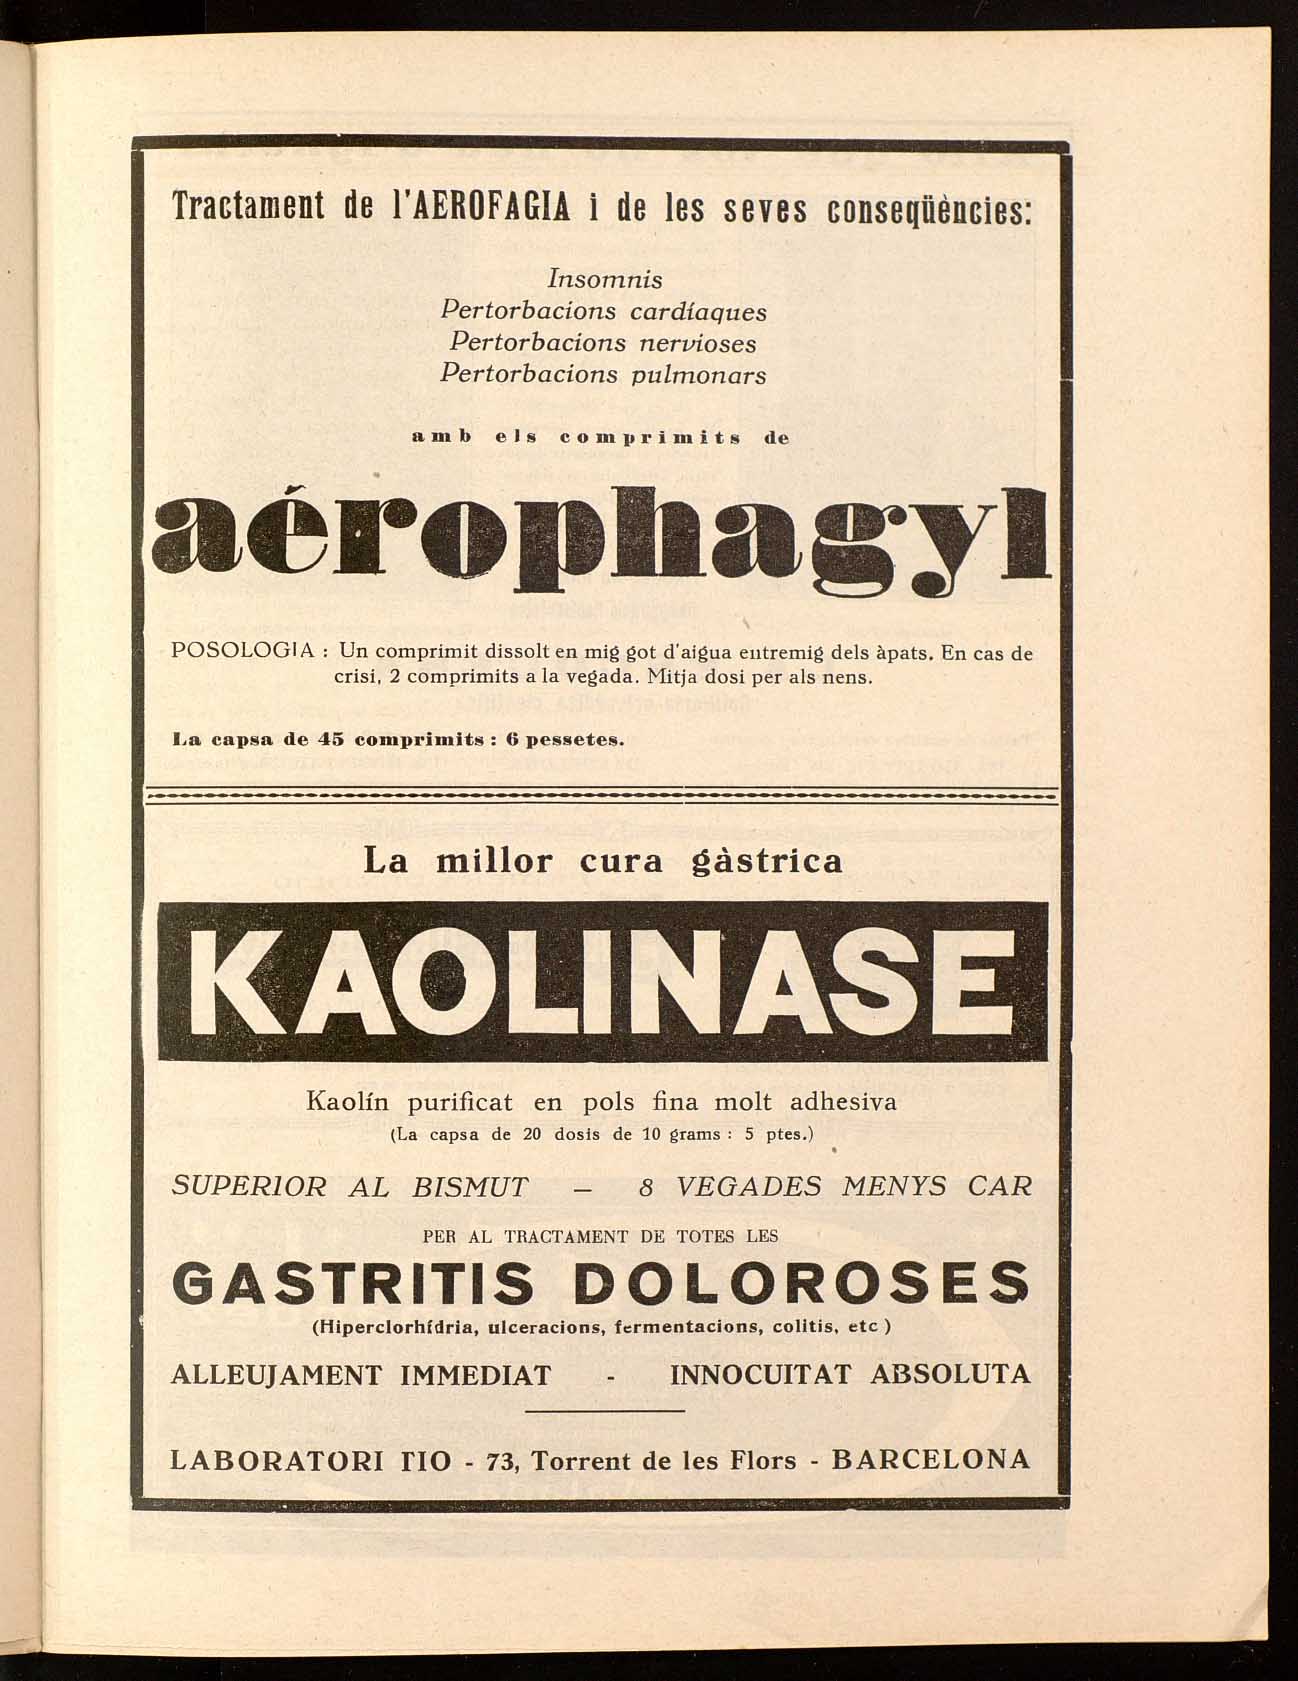 Tractament de l'AEROFAGIA i de les seves conseqüències:
Insomnis
Pertorbacions cardíaques
Pertorbacions nervioses
Pertorbacions pulmonars
amb els comprimits de
aérophagyl
POSOLOGIA : Un comprimit dissolt en mig got d'aigua entremig dels àpats. En cas de
crisi, 2 comprimits a la vegada. Mitja dosi per als nens.
La capsa de 45 comprimits : 6 pessetes.
La millor cura gàstrica
KAOLINASE
Kaolín purificat en pols fina molt adhesiva
(La capsa de 20 dosis de 10 grams : 5 ptes.)
SUPERIOR AL BISMUT – 8 VEGADES MENYS CAR
PER AL TRACTAMENT DE TOTES LES
GASTRITIS DOLOROSES
(Hiperclorhídria, ulceracions, fermentacions, colitis, etc )
ALLEUJAMENT IMMEDIAT - INNOCUITAT ABSOLUTA
LABORATORI TIO - 73, Torrent de les Flors - BARCELONA